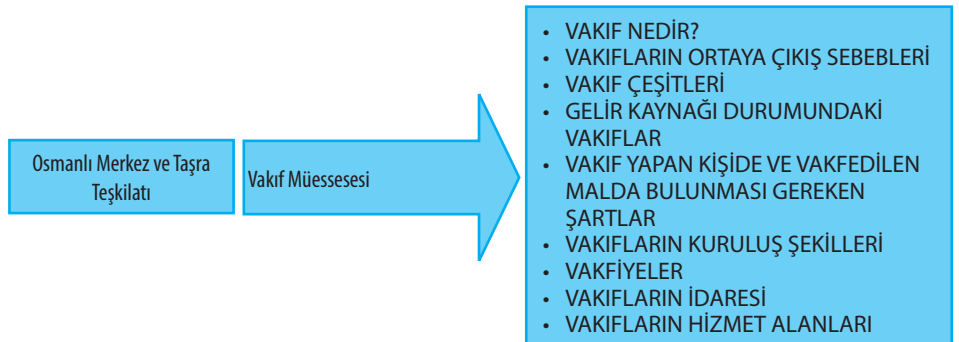 Osmanlı Merkez ve Taşra
Teşkilatı
Vakıf Müessesesi
• VAKIF NEDİR?
• VAKIFLARIN ORTAYA ÇIKIŞ SEBEBLERİ
• VAKIF ÇEŞİTLERİ
• GELİR KAYNAĞI DURUMUNDAKİ
VAKIFLAR
• VAKIF YAPAN KİŞİDE VE VAKFEDİLEN
MALDA BULUNMASI GEREKEN
ŞARTLAR
• VAKIFLARIN KURULUŞ ŞEKİLLERİ
• VAKFİYELER
• VAKIFLARIN İDARESİ
• VAKIFLARIN HİZMET ALANLARI